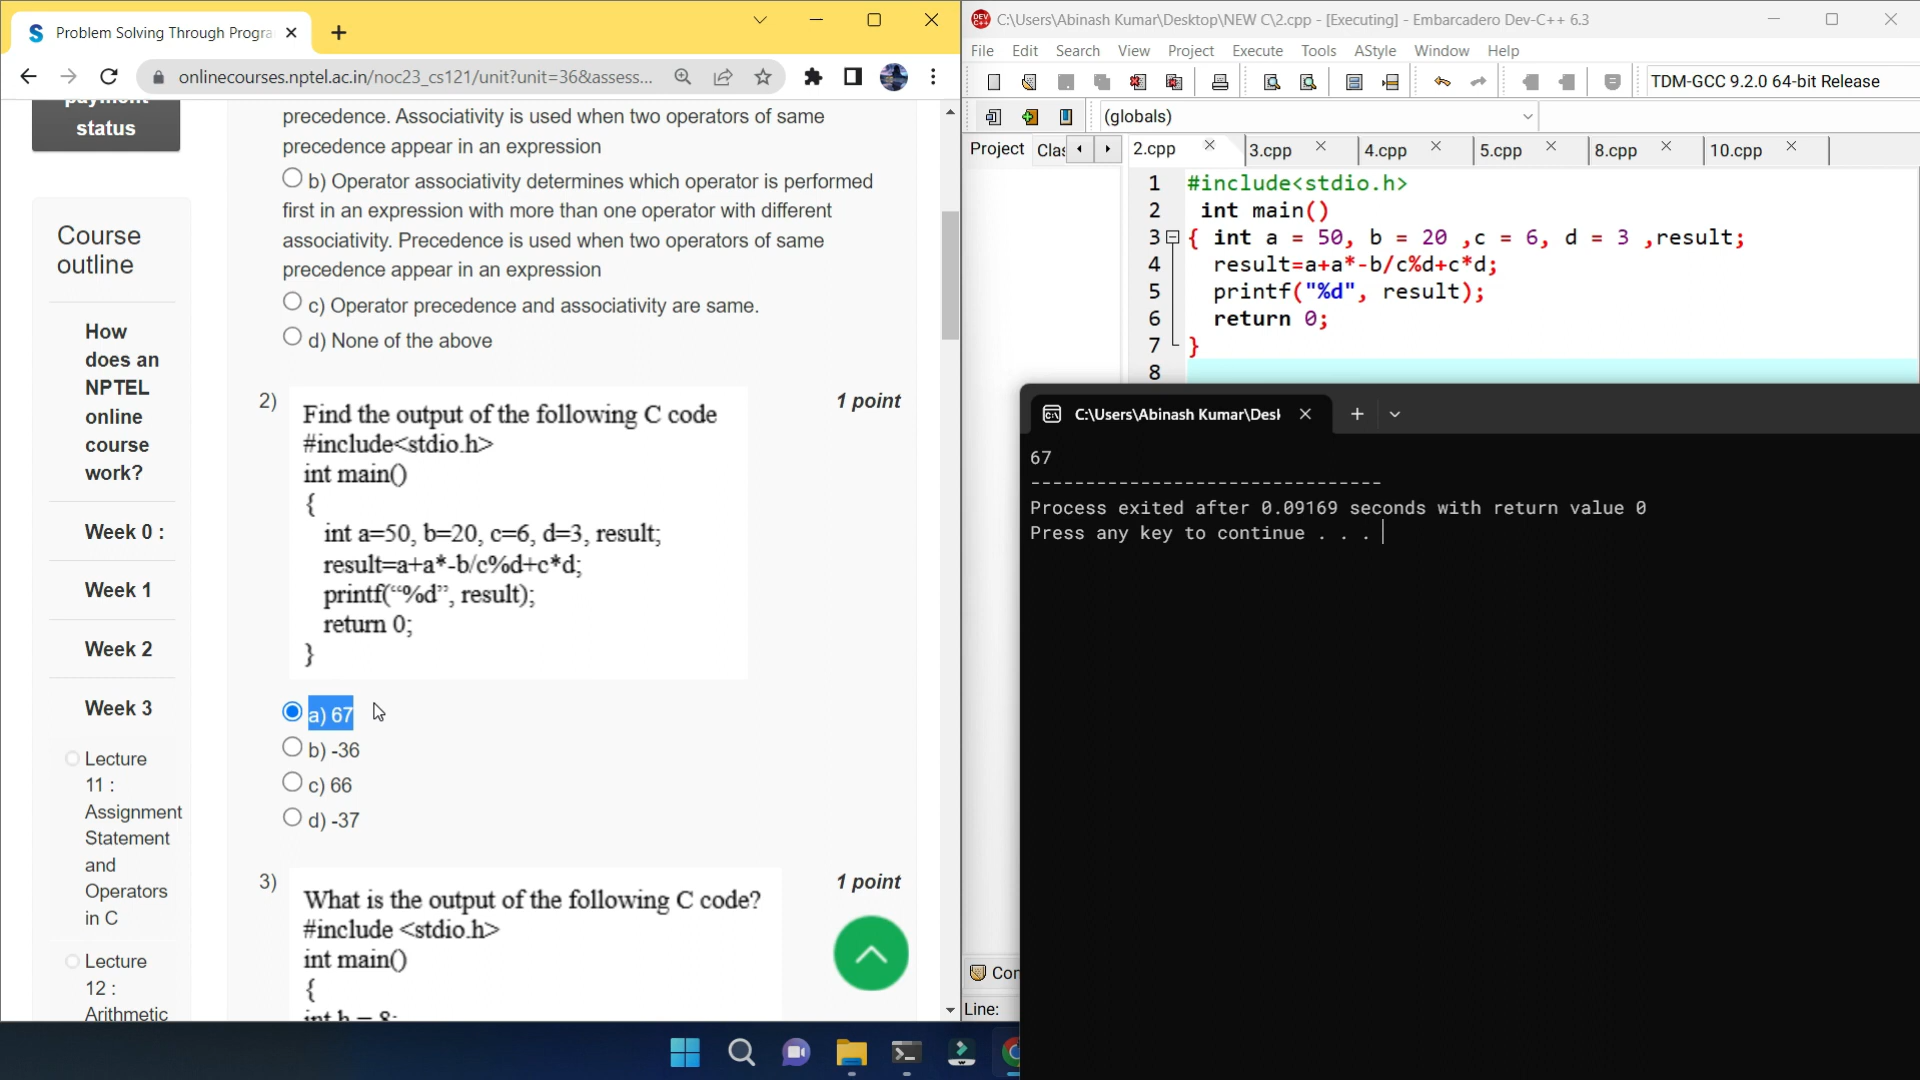 Problem Solving Through Progra
onlinecourses.nptel.ac.in/noc23_cs121/unit?unit=36&assess...
payment
status
Course
outline
How
does an
NPTEL
online
course
work?
Week 0 :
Week 1
Week 2
Week 3
Lecture
11 :
Assignment
Statement
and
Operators
in C
Lecture
12 :
Arithmetic
precedence. Associativity is used when two operators of same
precedence appear in an expression
b) Operator associativity determines which operator is performed
first in an expression with more than one operator with different
associativity. Precedence is used when two operators of same
precedence appear in an expression
c) Operator precedence and associativity are same.
d) None of the above
2)
1 point
Find the output of the following C code
#include<stdio.h>
int main()
{
int a=50, b=20, c=6, d=3, result;
result=a+a*-b/c%d+c*d;
printf(“%d”, result);
return 0;
}
a) 67
b) -36
c) 66
d) -37
3)
1 point
What is the output of the following C code?
#include <stdio.h>
int main()
{
int h = 8;
C:\Users\Abinash Kumar\Desktop\NEW C\2.cpp - [Executing] - Embarcadero Dev-C++ 6.3
File Edit Search View Project Execute Tools AStyle Window Help
TDM-GCC 9.2.0 64-bit Release
(globals)
Project Clas
2.cpp 3.cpp 4.cpp 5.cpp 8.cpp 10.cpp
1 #include<stdio.h>
2 int main()
3 { int a = 50, b = 20 ,c = 6, d = 3 ,result;
4 result=a+a*-b/c%d+c*d;
5 printf("%d", result);
6 return 0;
7 }
8
C:\Users\Abinash Kumar\Desk
67
--------------------------------
Process exited after 0.09169 seconds with return value 0
Press any key to continue . . .
Con
Line: